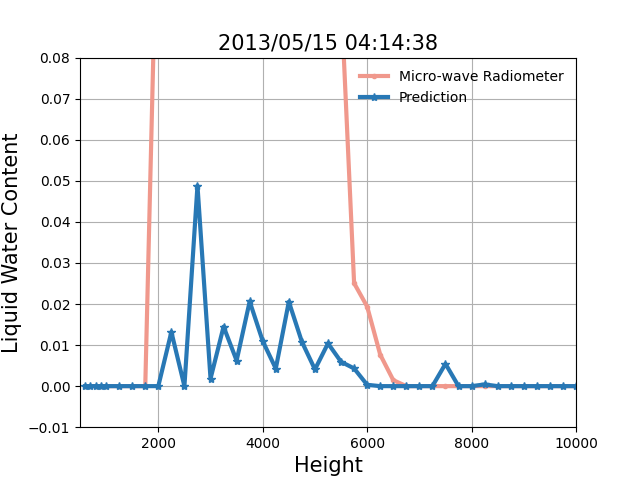 2013/05/15 04:14:38
Liquid Water Content
0.08
0.07
0.06
0.05
0.04
0.03
0.02
0.01
0.00
−0.01
Micro-wave Radiometer
Prediction
2000 4000 6000 8000 10000
Height